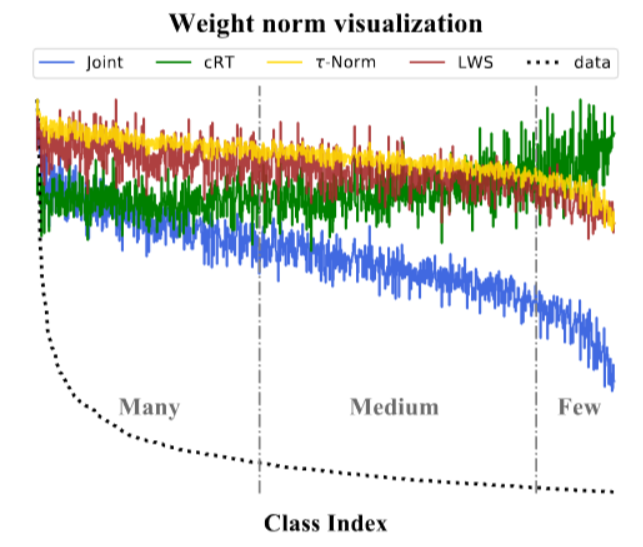 Weight norm visualization
Joint cRT τ-Norm LWS data
Many Medium Few
Class Index